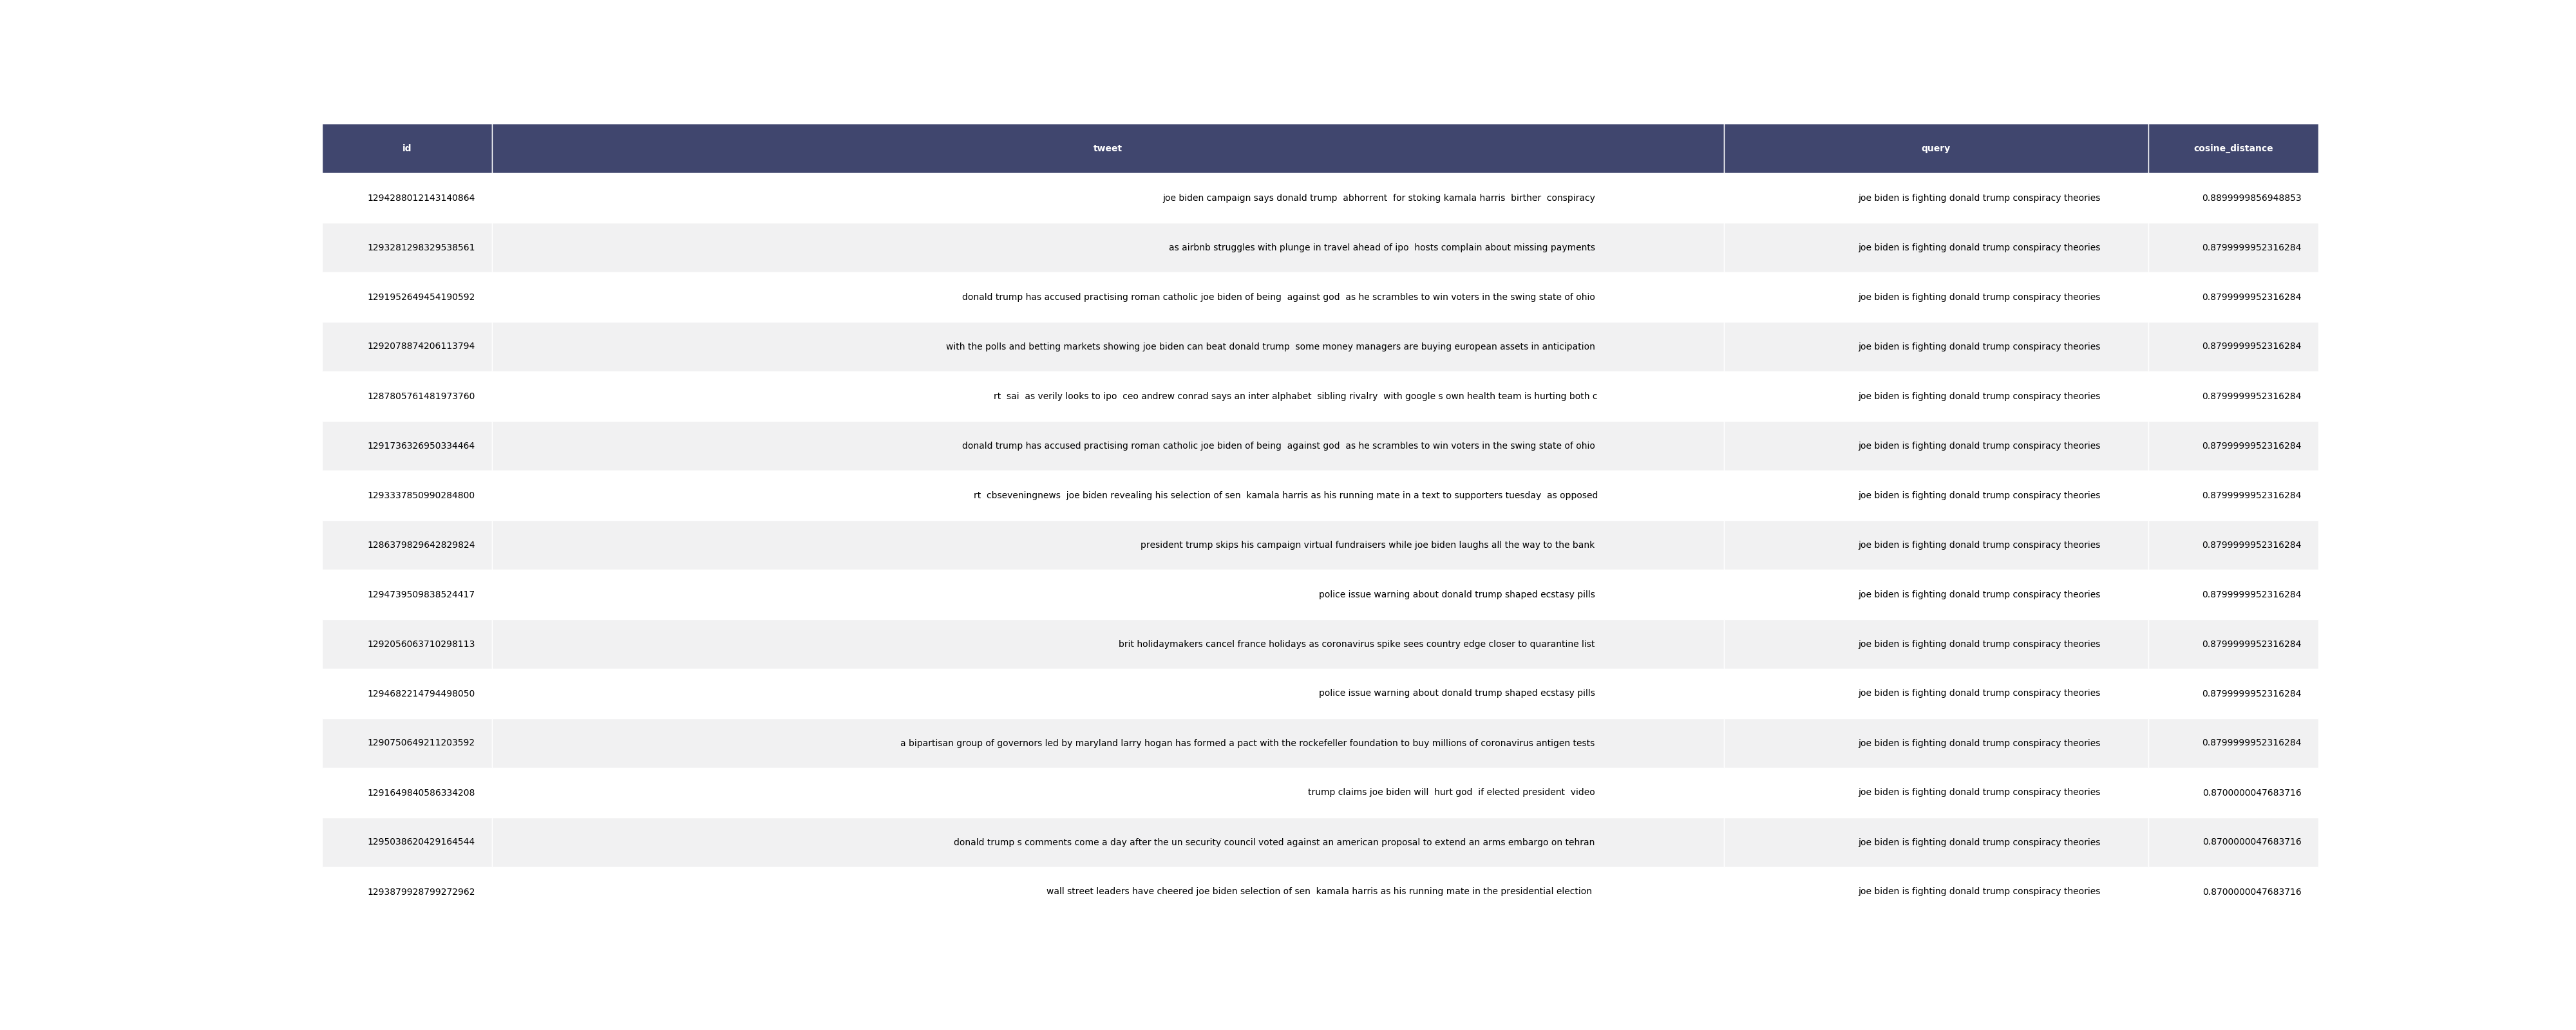 id tweet query cosine_distance
1294288012143140864 joe biden campaign says donald trump  abhorrent  for stoking kamala harris  birther  conspiracy joe biden is fighting donald trump conspiracy theories 0.8899999856948853
1293281298329538561 as airbnb struggles with plunge in travel ahead of ipo  hosts complain about missing payments joe biden is fighting donald trump conspiracy theories 0.8799999952316284
1291952649454190592 donald trump has accused practising roman catholic joe biden of being  against god  as he scrambles to win voters in the swing state of ohio joe biden is fighting donald trump conspiracy theories 0.8799999952316284
1292078874206113794 with the polls and betting markets showing joe biden can beat donald trump  some money managers are buying european assets in anticipation joe biden is fighting donald trump conspiracy theories 0.8799999952316284
1287805761481973760 rt  sai  as verily looks to ipo  ceo andrew conrad says an inter alphabet  sibling rivalry  with google s own health team is hurting both c joe biden is fighting donald trump conspiracy theories 0.8799999952316284
1291736326950334464 donald trump has accused practising roman catholic joe biden of being  against god  as he scrambles to win voters in the swing state of ohio joe biden is fighting donald trump conspiracy theories 0.8799999952316284
1293337850990284800 rt  cbseveningnews  joe biden revealing his selection of sen  kamala harris as his running mate in a text to supporters tuesday  as opposed joe biden is fighting donald trump conspiracy theories 0.8799999952316284
1286379829642829824 president trump skips his campaign virtual fundraisers while joe biden laughs all the way to the bank joe biden is fighting donald trump conspiracy theories 0.8799999952316284
1294739509838524417 police issue warning about donald trump shaped ecstasy pills joe biden is fighting donald trump conspiracy theories 0.8799999952316284
1292056063710298113 brit holidaymakers cancel france holidays as coronavirus spike sees country edge closer to quarantine list joe biden is fighting donald trump conspiracy theories 0.8799999952316284
1294682214794498050 police issue warning about donald trump shaped ecstasy pills joe biden is fighting donald trump conspiracy theories 0.8799999952316284
1290750649211203592 a bipartisan group of governors led by maryland larry hogan has formed a pact with the rockefeller foundation to buy millions of coronavirus antigen tests joe biden is fighting donald trump conspiracy theories 0.8799999952316284
1291649840586334208 trump claims joe biden will  hurt god  if elected president  video joe biden is fighting donald trump conspiracy theories 0.8700000047683716
1295038620429164544 donald trump s comments come a day after the un security council voted against an american proposal to extend an arms embargo on tehran joe biden is fighting donald trump conspiracy theories 0.8700000047683716
1293879928799272962 wall street leaders have cheered joe biden selection of sen  kamala harris as his running mate in the presidential election joe biden is fighting donald trump conspiracy theories 0.8700000047683716